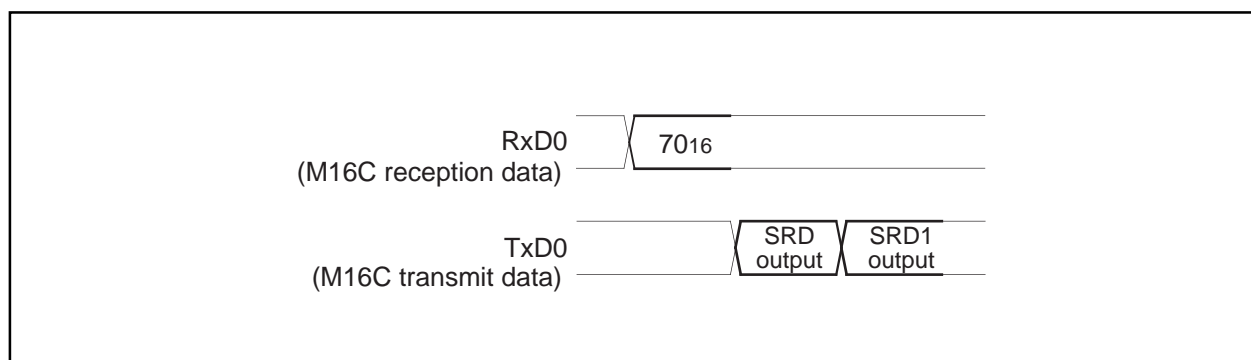 RxD0
(M16C reception data)
7016
TxD0
(M16C transmit data)
SRD
output
SRD1
output